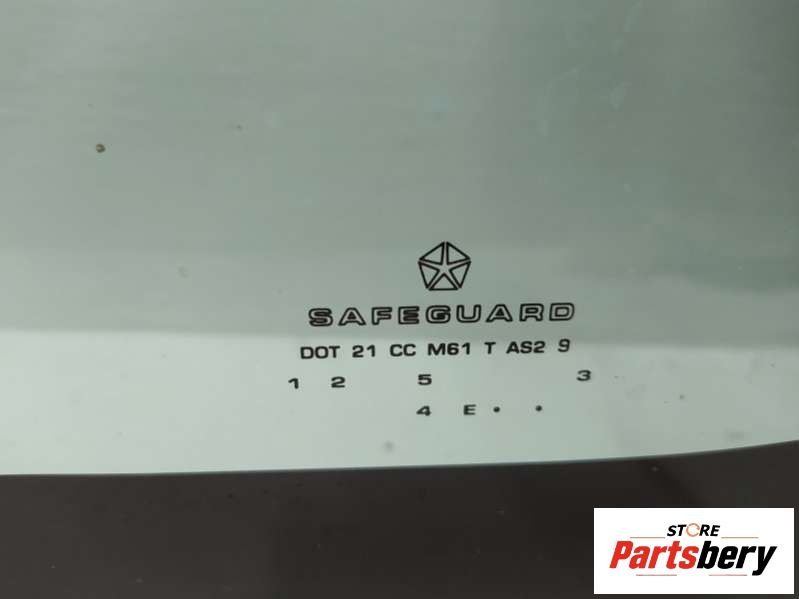 SAFEGUARD
DOT 21 CC M61 T AS2 9
1 2 5 3
4 E • •
STORE
Partsbery